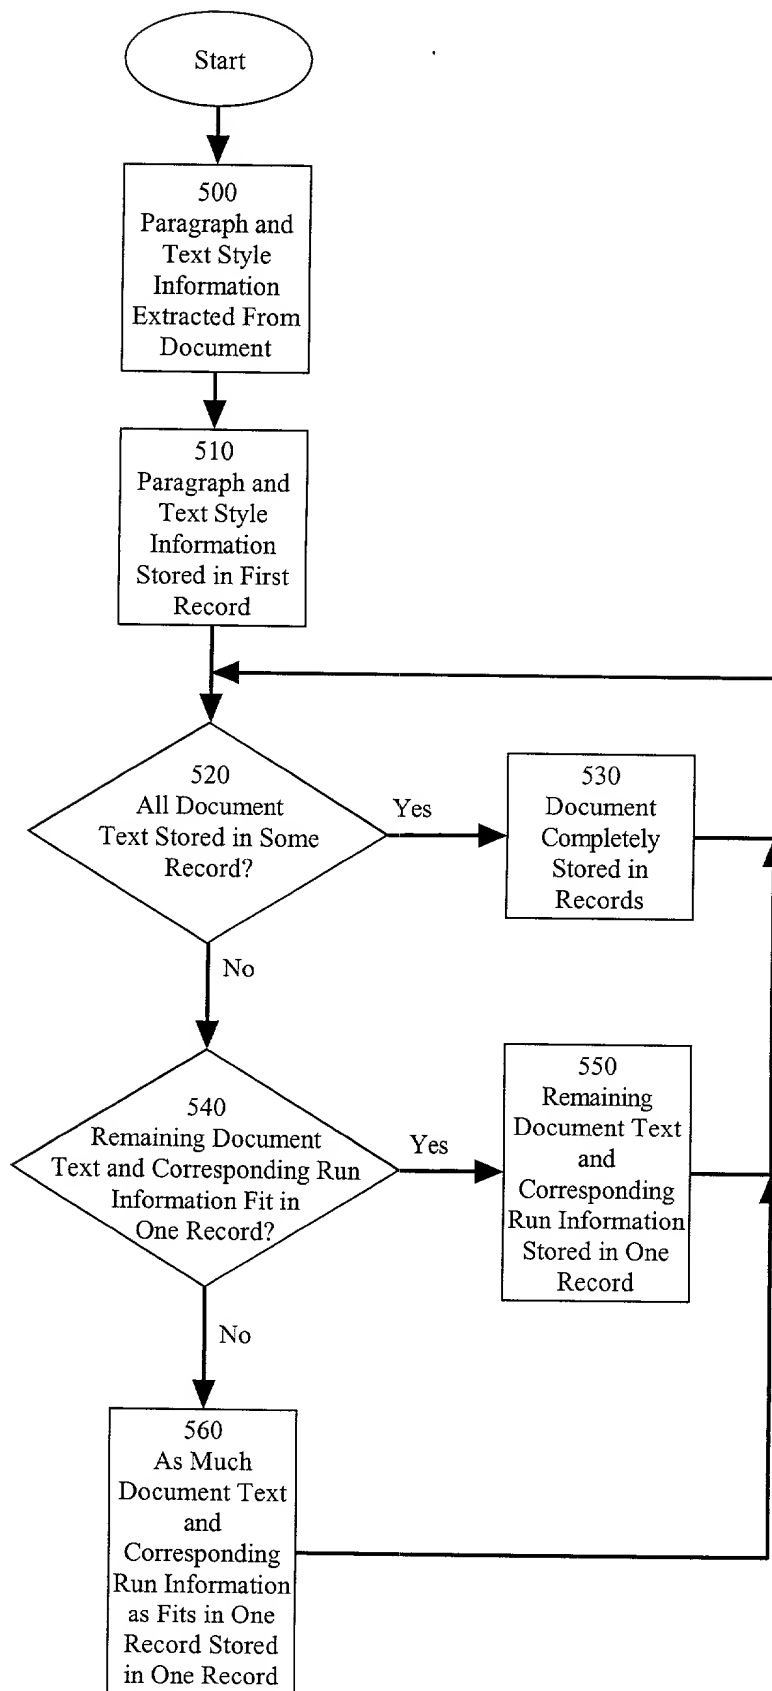 Start
500
Paragraph and
Text Style
Information
Extracted From
Document
510
Paragraph and
Text Style
Information
Stored in First
Record
520
All Document
Text Stored in Some
Record?
Yes
530
Document
Completely
Stored in
Records
No
540
Remaining Document
Text and Corresponding Run
Information Fit in
One Record?
Yes
550
Remaining
Document Text
and
Corresponding
Run Information
Stored in One
Record
No
560
As Much
Document Text
and
Corresponding
Run Information
as Fits in One
Record Stored
in One Record